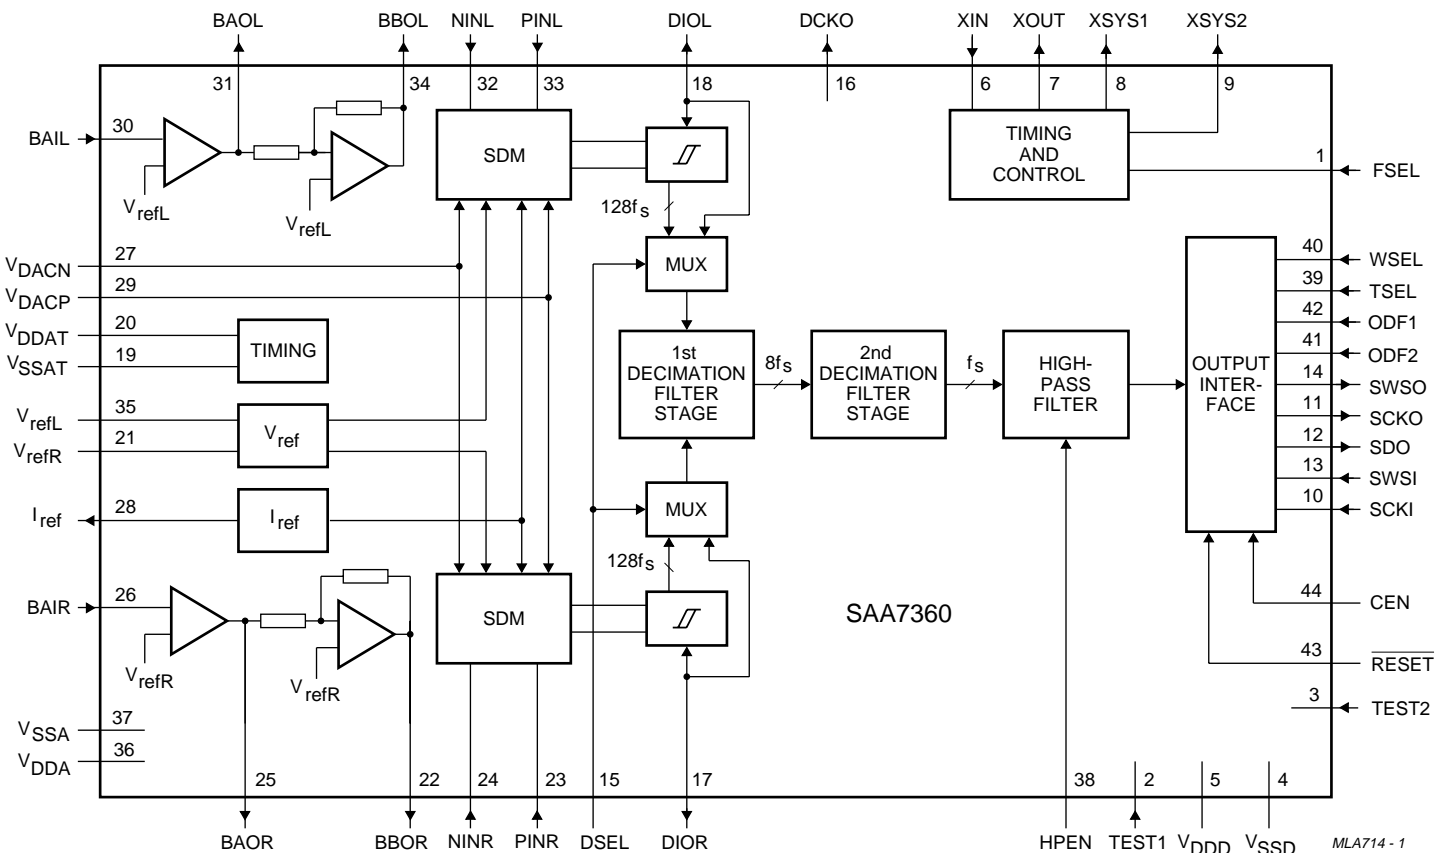 BAOL BBOL NINL PINL DIOL DCKO XIN XOUT XSYS1 XSYS2
31 34 32 33 18 16 6 7 8 9
BAIL 30
VrefL
VrefL
SDM
128fs
TIMING
AND
CONTROL
1 FSEL
VDACN 27
VDACP 29
VDDAT 20
VSSAT 19
TIMING
MUX
40 WSEL
39 TSEL
42 ODF1
41 ODF2
14 SWSO
11 SCKO
12 SDO
13 SWSI
10 SCKI
1st
DECIMATION
FILTER
STAGE
8fs
2nd
DECIMATION
FILTER
STAGE
fs
HIGH-
PASS
FILTER
OUTPUT
INTER-
FACE
VrefL 35
VrefR 21
Vref
Iref 28
Iref
MUX
128fs
BAIR 26
VrefR
VrefR
SDM
SAA7360
44 CEN
43 RESET
3 TEST2
VSSA 37
VDDA 36
25 22 24 23 15 17 38 2 5 4
BAOR BBOR NINR PINR DSEL DIOR HPEN TEST1 VDDD VSSD
MLA714 - 1